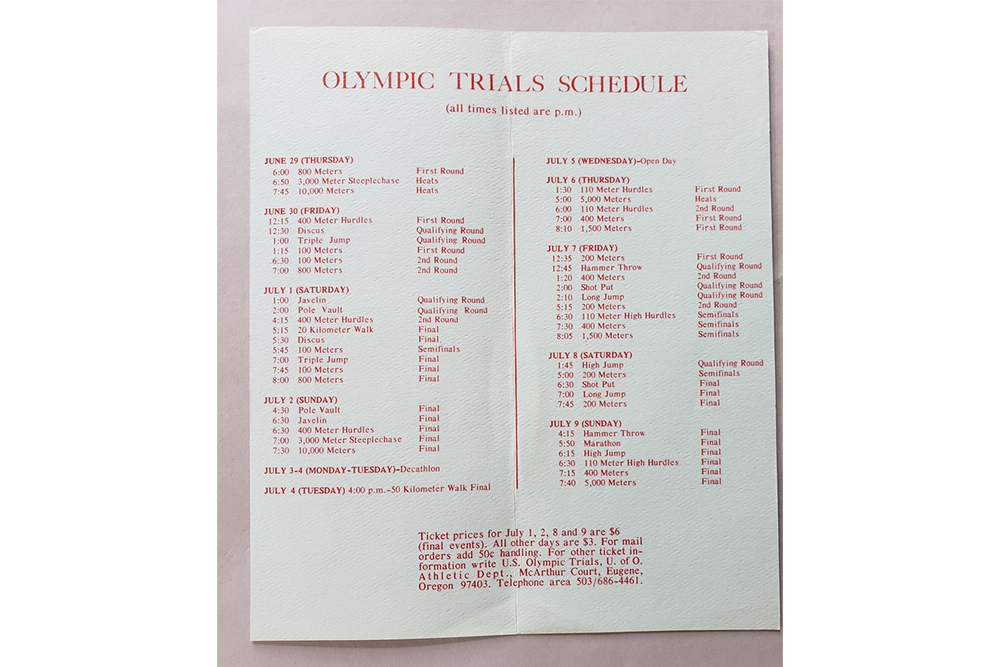 OLYMPIC TRIALS SCHEDULE
(all times listed are p.m.)
JUNE 29 (THURSDAY)
6:00 800 Meters First Round
6:50 3,000 Meter Steeplechase Heats
7:45 10,000 Meters Heats
JUNE 30 (FRIDAY)
12:15 400 Meter Hurdles First Round
12:30 Discus Qualifying Round
1:00 Triple Jump Qualifying Round
1:15 100 Meters First Round
6:30 100 Meters 2nd Round
7:00 800 Meters 2nd Round
JULY 1 (SATURDAY)
1:00 Javelin Qualifying Round
2:00 Pole Vault Qualifying Round
4:15 400 Meter Hurdles 2nd Round
5:15 20 Kilometer Walk Final
5:30 Discus Final
5:45 100 Meters Semifinals
7:00 Triple Jump Final
7:45 100 Meters Final
8:00 800 Meters Final
JULY 2 (SUNDAY)
4:30 Pole Vault Final
6:30 Javelin Final
6:30 400 Meter Hurdles Final
7:00 3,000 Meter Steeplechase Final
7:30 10,000 Meters Final
JULY 3-4 (MONDAY-TUESDAY)-Decathlon
JULY 4 (TUESDAY) 4:00 p.m.-50 Kilometer Walk Final
JULY 5 (WEDNESDAY)-Open Day
JULY 6 (THURSDAY)
1:30 110 Meter Hurdles First Round
5:00 5,000 Meters Heats
6:00 110 Meter Hurdles 2nd Round
7:00 400 Meters First Round
8:10 1,500 Meters First Round
JULY 7 (FRIDAY)
12:35 200 Meters First Round
12:45 Hammer Throw Qualifying Round
1:20 400 Meters 2nd Round
2:00 Shot Put Qualifying Round
2:10 Long Jump Qualifying Round
5:15 200 Meters 2nd Round
6:30 110 Meter High Hurdles Semifinals
7:30 400 Meters Semifinals
8:05 1,500 Meters Semifinals
JULY 8 (SATURDAY)
1:45 High Jump Qualifying Round
5:00 200 Meters Semifinals
6:30 Shot Put Final
7:00 Long Jump Final
7:45 200 Meters Final
JULY 9 (SUNDAY)
4:15 Hammer Throw Final
5:50 Marathon Final
6:15 High Jump Final
6:30 110 Meter High Hurdles Final
7:15 400 Meters Final
7:40 5,000 Meters Final
Ticket prices for July 1, 2, 8 and 9 are $6
(final events). All other days are $3. For mail
orders add 50¢ handling. For other ticket in-
formation write U.S. Olympic Trials, U. of O.
Athletic Dept., McArthur Court, Eugene,
Oregon 97403. Telephone area 503/686-4461.